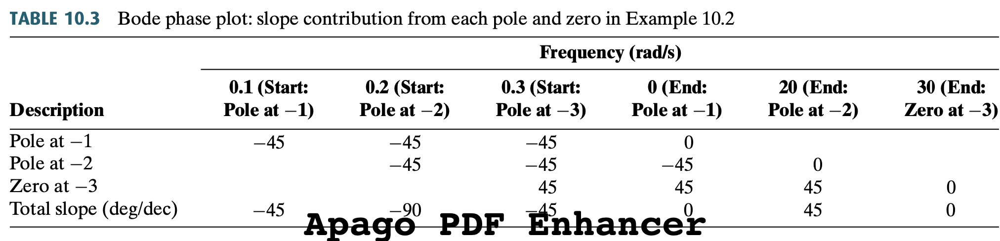 TABLE 10.3 Bode phase plot: slope contribution from each pole and zero in Example 10.2
Frequency (rad/s)
0.1 (Start: 0.2 (Start: 0.3 (Start: 0 (End: 20 (End: 30 (End:
Description Pole at −1) Pole at −2) Pole at −3) Pole at −1) Pole at −2) Zero at −3)
Pole at −1 −45 −45 −45 0
Pole at −2 −45 −45 −45 0
Zero at −3 45 45 45 0
Total slope (deg/dec) −45 −90 −45 0 45 0
Apago PDF Enhancer